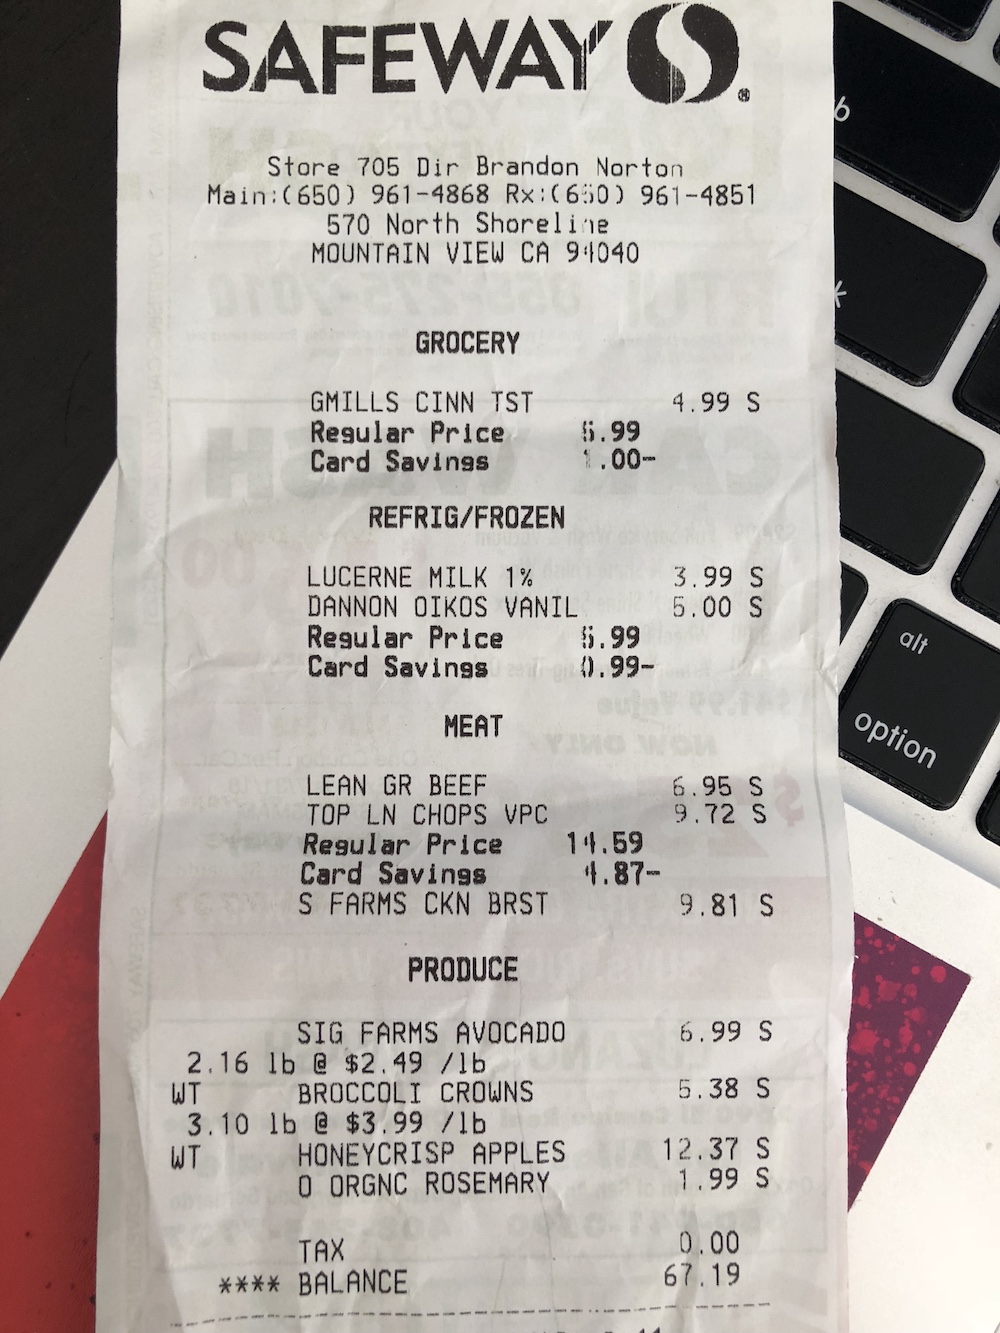 SAFEWAY ®
Store 705 Dir Brandon Norton
Main:(650) 961-4868 Rx:(650) 961-4851
570 North Shoreline
MOUNTAIN VIEW CA 94040
GROCERY
GMILLS CINN TST 4.99 S
Regular Price 5.99
Card Savings 1.00-
REFRIG/FROZEN
LUCERNE MILK 1% 3.99 S
DANNON OIKOS VANIL 5.00 S
Regular Price 5.99
Card Savings 0.99-
MEAT
LEAN GR BEEF 6.95 S
TOP LN CHOPS VPC 9.72 S
Regular Price 14.59
Card Savings 4.87-
S FARMS CKN BRST 9.81 S
PRODUCE
SIG FARMS AVOCADO 6.99 S
2.16 lb @ $2.49 /lb
WT BROCCOLI CROWNS 5.38 S
3.10 lb @ $3.99 /lb
WT HONEYCRISP APPLES 12.37 S
O ORGNC ROSEMARY 1.99 S
TAX 0.00
**** BALANCE 67.19
alt
option